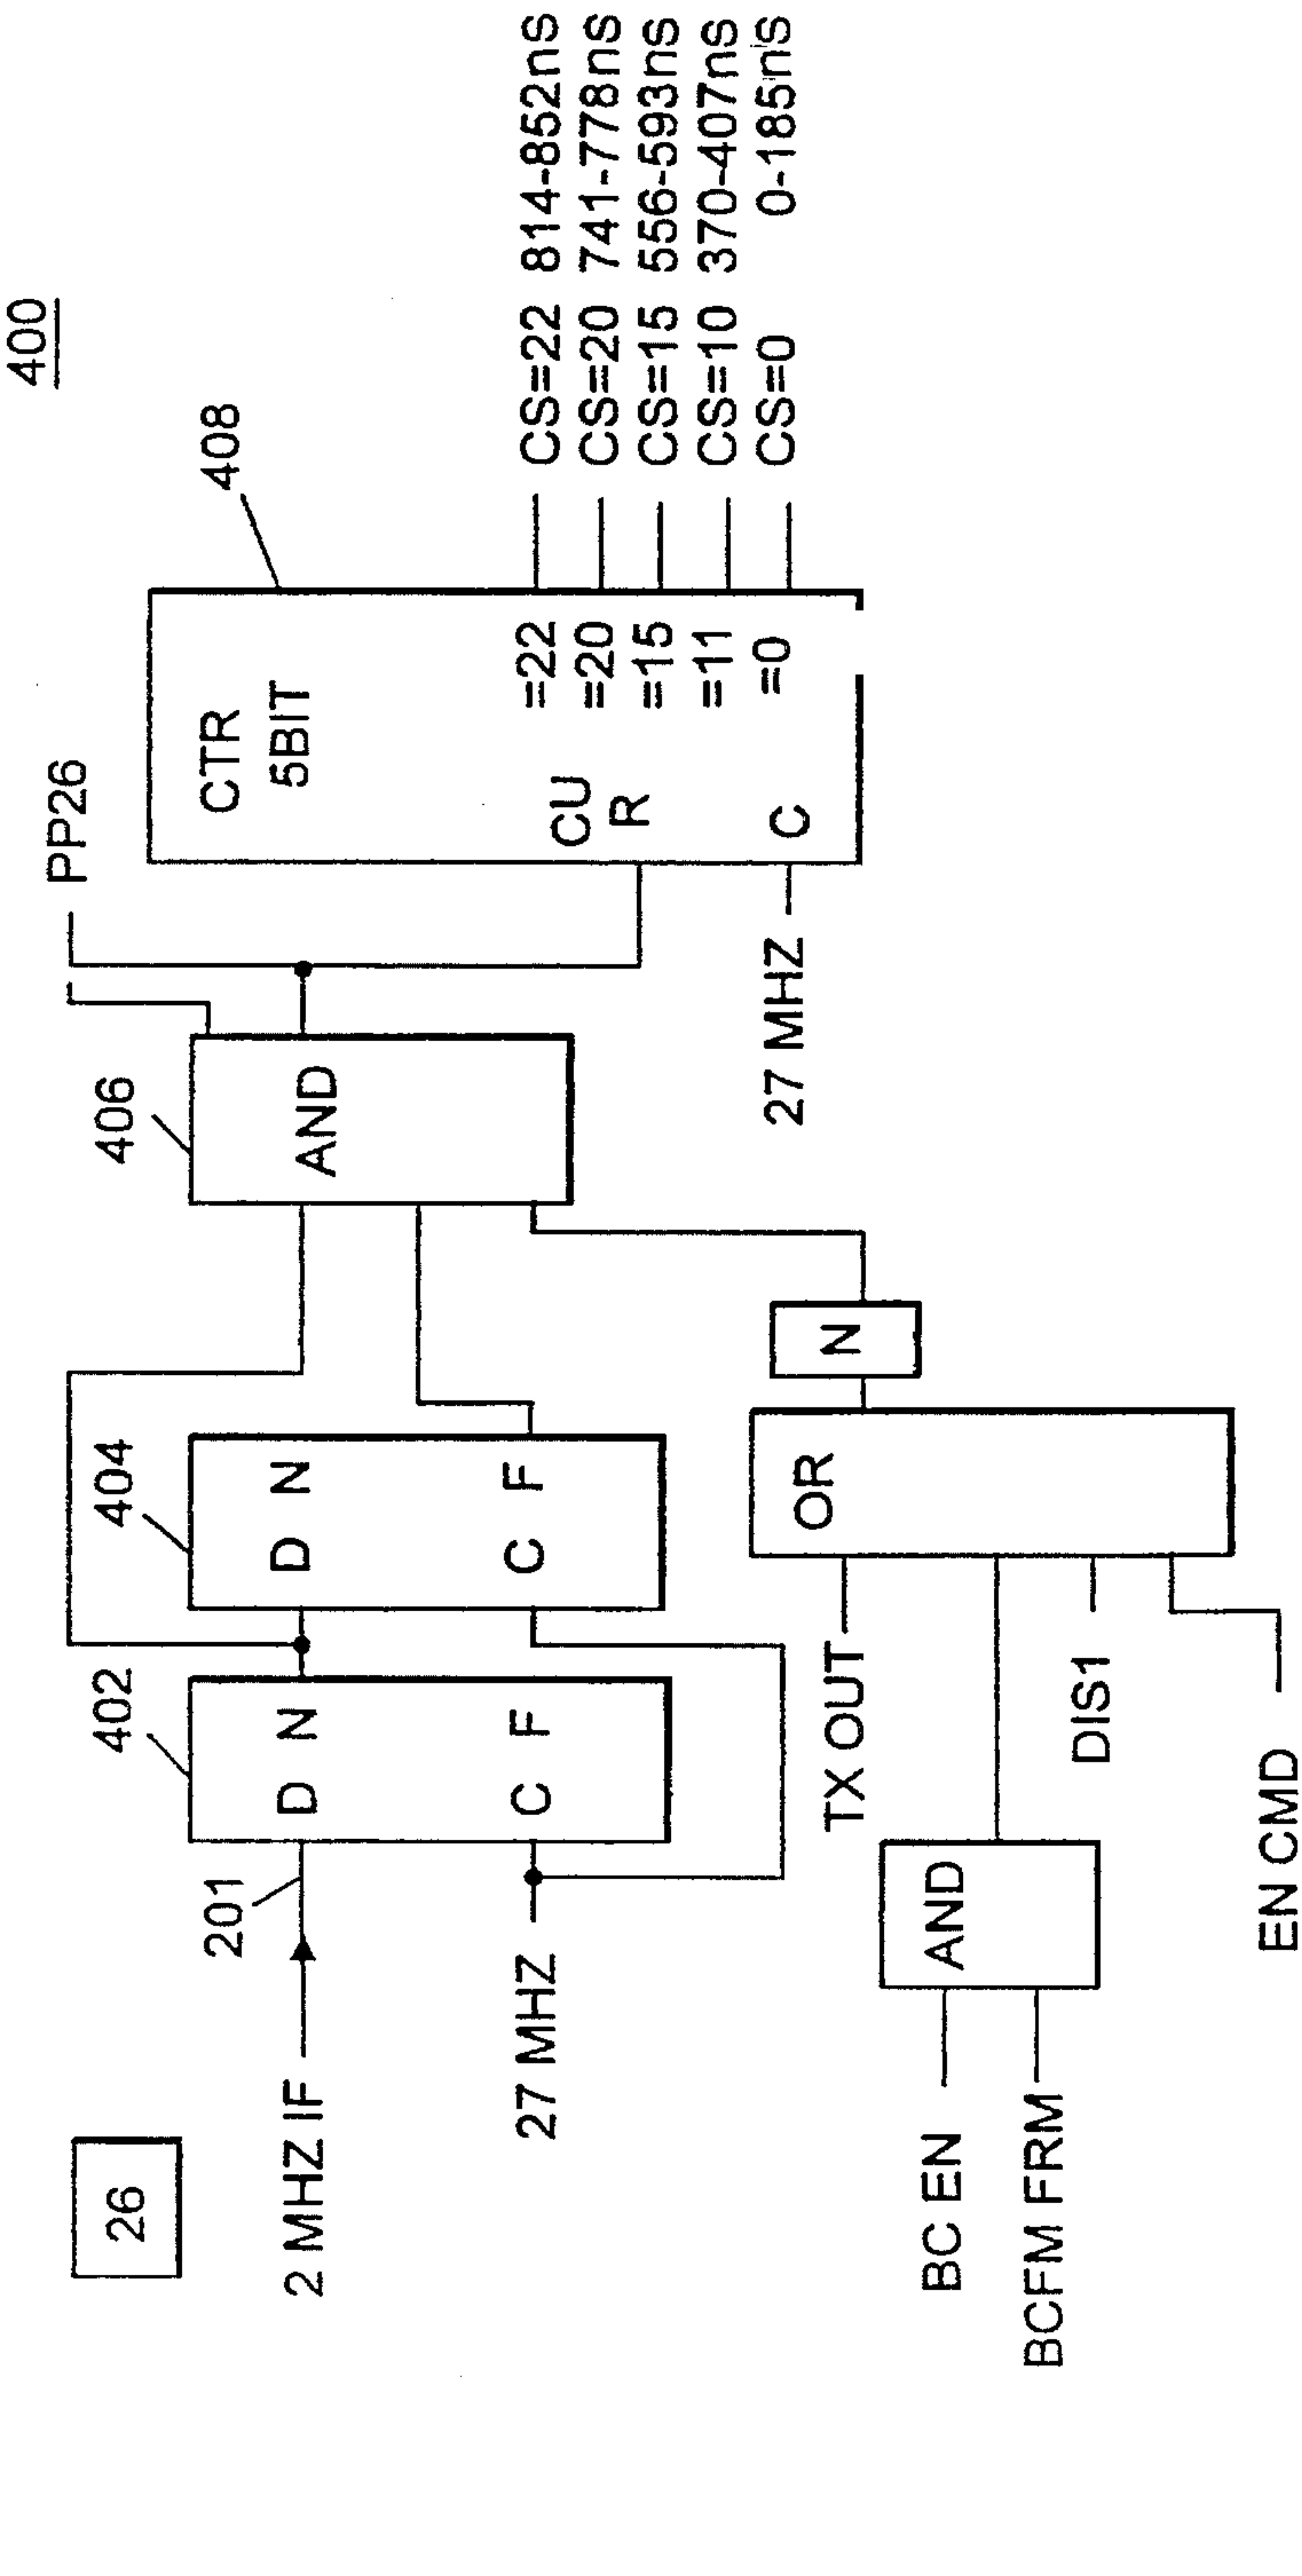 400
26
2 MHZ IF
201
402
D N
C F
27 MHZ
404
D N
C F
406
AND
PP26
408
CTR
5BIT
CU
R
C
27 MHZ
=22
=20
=15
=11
=0
CS=22 814-852ns
CS=20 741-778ns
CS=15 556-593ns
CS=10 370-407ns
CS=0 0-185ns
BC EN
BCFM FRM
AND
TX OUT
DIS1
EN CMD
OR
N